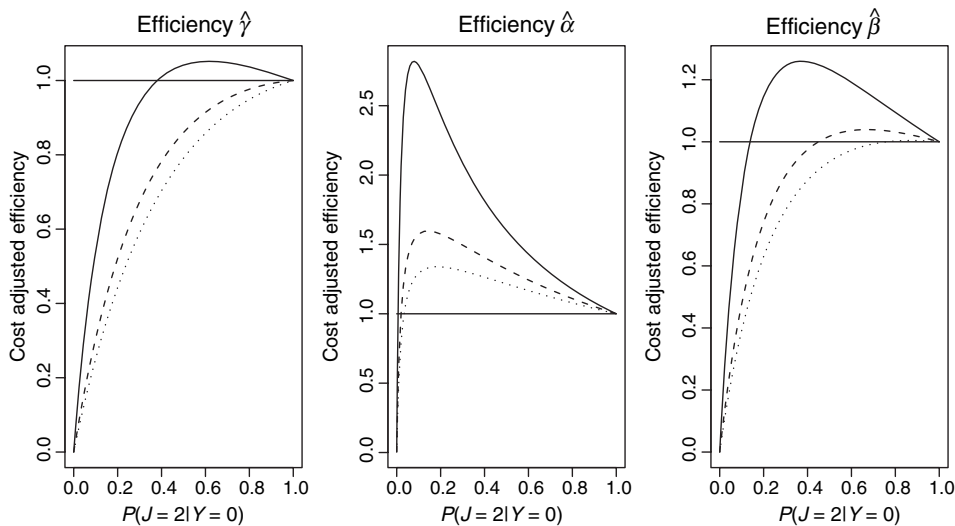 Efficiency γ̂
Cost adjusted efficiency
0.0 0.2 0.4 0.6 0.8 1.0
0.0 0.2 0.4 0.6 0.8 1.0
P(J = 2| Y = 0)
Efficiency α̂
Cost adjusted efficiency
0.0 0.5 1.0 1.5 2.0 2.5
0.0 0.2 0.4 0.6 0.8 1.0
P(J = 2| Y = 0)
Efficiency β̂
Cost adjusted efficiency
0.0 0.2 0.4 0.6 0.8 1.0 1.2
0.0 0.2 0.4 0.6 0.8 1.0
P(J = 2| Y = 0)